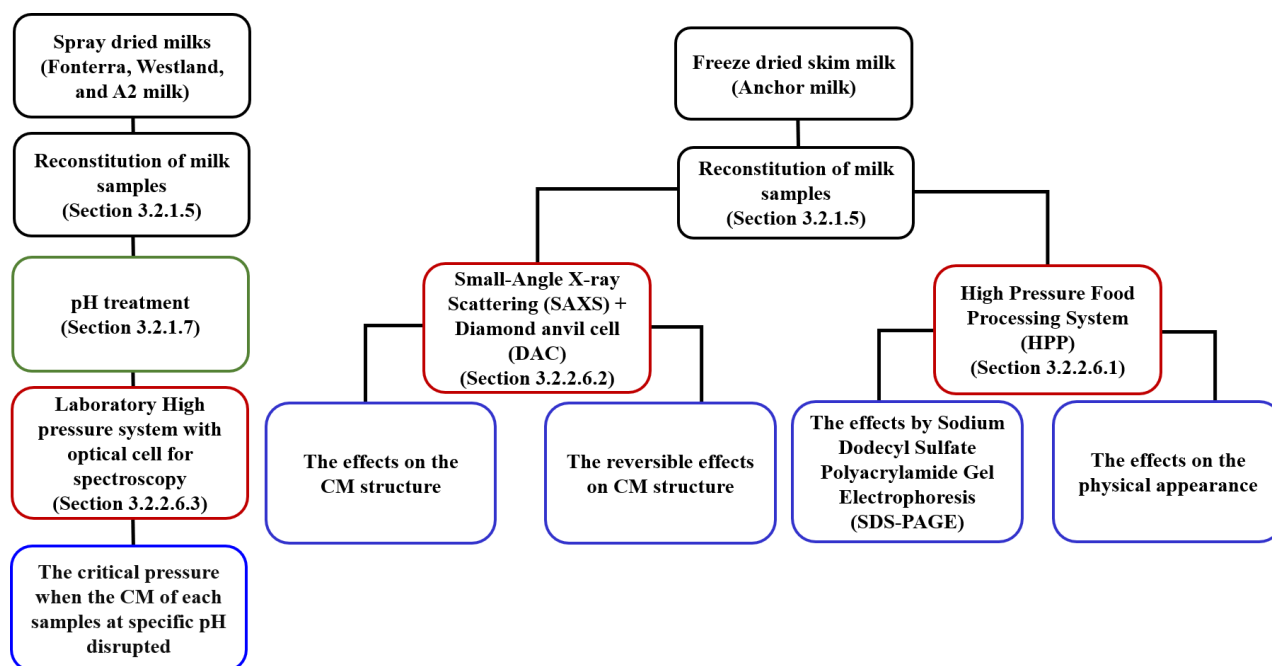 Spray dried milks
(Fonterra, Westland,
and A2 milk)
Reconstitution of milk
samples
(Section 3.2.1.5)
pH treatment
(Section 3.2.1.7)
Laboratory High
pressure system with
optical cell for
spectroscopy
(Section 3.2.2.6.3)
The critical pressure
when the CM of each
samples at specific pH
disrupted
Freeze dried skim milk
(Anchor milk)
Reconstitution of milk
samples
(Section 3.2.1.5)
Small-Angle X-ray
Scattering (SAXS) +
Diamond anvil cell
(DAC)
(Section 3.2.2.6.2)
High Pressure Food
Processing System
(HPP)
(Section 3.2.2.6.1)
The effects on the
CM structure
The reversible effects
on CM structure
The effects by Sodium
Dodecyl Sulfate
Polyacrylamide Gel
Electrophoresis
(SDS-PAGE)
The effects on the
physical appearance